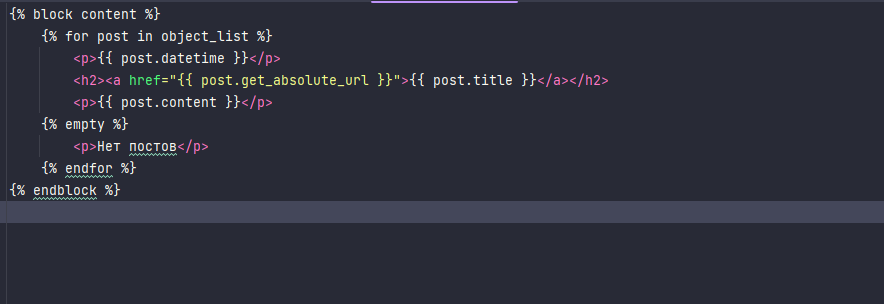 {% block content %}
{% for post in object_list %}
<p>{{ post.datetime }}</p>
<h2><a href="{{ post.get_absolute_url }}">{{ post.title }}</a></h2>
<p>{{ post.content }}</p>
{% empty %}
<p>Нет постов</p>
{% endfor %}
{% endblock %}